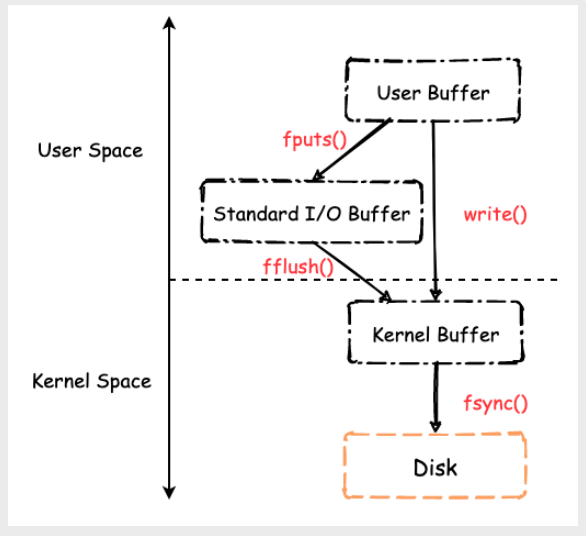 User Buffer
fputs()
User Space
Standard I/O Buffer
write()
fflush()
Kernel Buffer
Kernel Space
fsync()
Disk